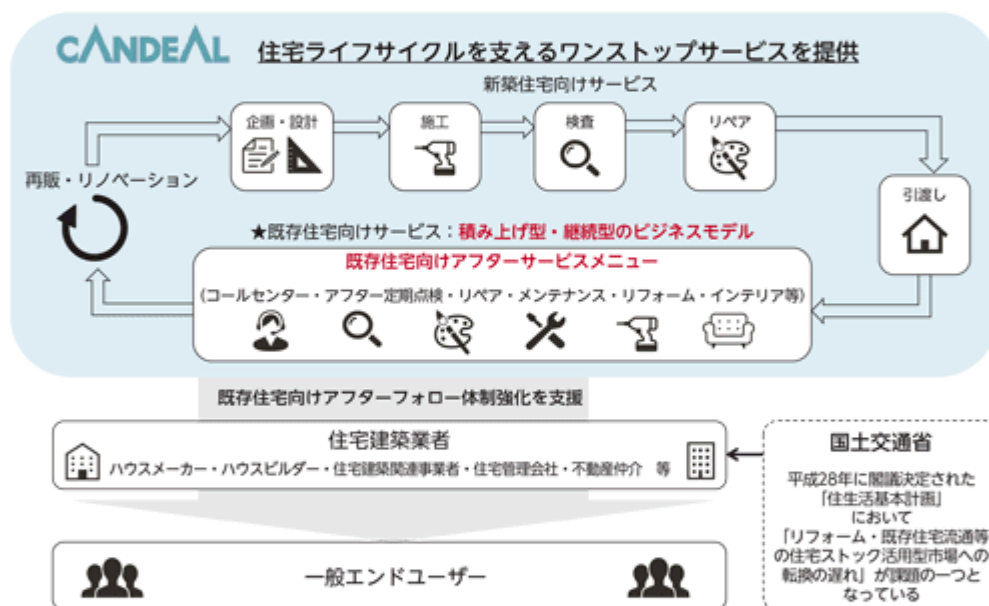 CANDEAL 住宅ライフサイクルを支えるワンストップサービスを提供
新築住宅向けサービス
企画・設計
施工
検査
リペア
引渡し
再販・リノベーション
★既存住宅向けサービス：積み上げ型・継続型のビジネスモデル
既存住宅向けアフターサービスメニュー
(コールセンター・アフター定期点検・リペア・メンテナンス・リフォーム・インテリア等)
既存住宅向けアフターフォロー体制強化を支援
住宅建築業者
ハウスメーカー・ハウスビルダー・住宅建築関連事業者・住宅管理会社・不動産仲介　等
国土交通省
平成28年に閣議決定された
「住生活基本計画」
において
「リフォーム・既存住宅流通等
の住宅ストック活用型市場への
転換の遅れ」が課題の一つと
なっている
一般エンドユーザー